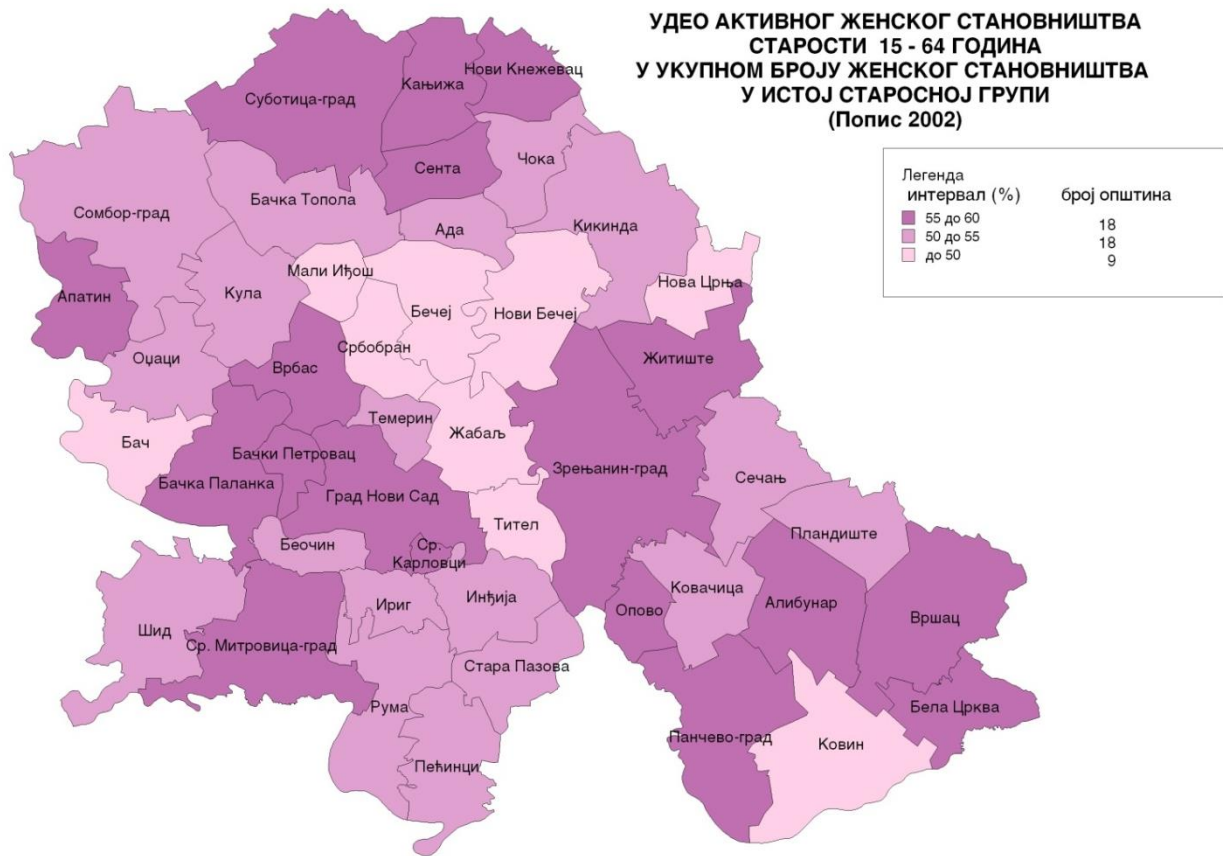 УДЕО АКТИВНОГ ЖЕНСКОГ СТАНОВНИШТВА
СТАРОСТИ 15 - 64 ГОДИНА
У УКУПНОМ БРОЈУ ЖЕНСКОГ СТАНОВНИШТВА
У ИСТОЈ СТАРОСНОЈ ГРУПИ
(Попис 2002)
Легенда
интервал (%) број општина
55 до 60 18
50 до 55 18
до 50 9
Нови Кнежевац
Кањижа
Суботица-град
Чока
Сента
Бачка Топола
Сомбор-град
Кикинда
Ада
Мали Иђош
Нова Црња
Апатин
Кула
Бечеј
Нови Бечеј
Србобран
Оџаци
Житиште
Врбас
Темерин
Жабаљ
Бач
Бачки Петровац
Зрењанин-град
Сечањ
Бачка Паланка
Град Нови Сад
Тител
Пландиште
Беочин
Ср.
Карловци
Ковачица
Инђија
Ириг
Алибунар
Опово
Вршац
Шид
Ср. Митровица-град
Стара Пазова
Рума
Бела Црква
Панчево-град
Ковин
Пећинци